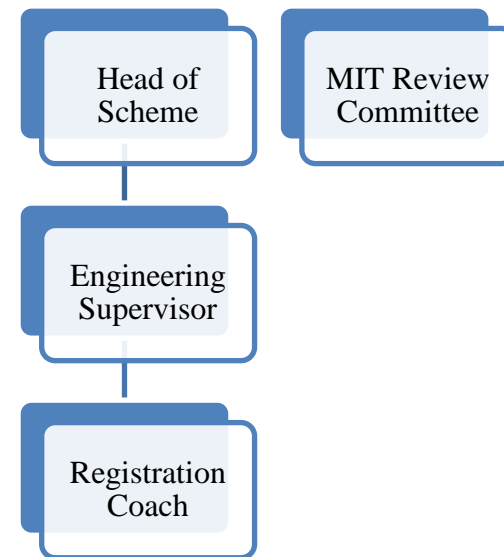 Head of
Scheme
MIT Review
Committee
Engineering
Supervisor
Registration
Coach